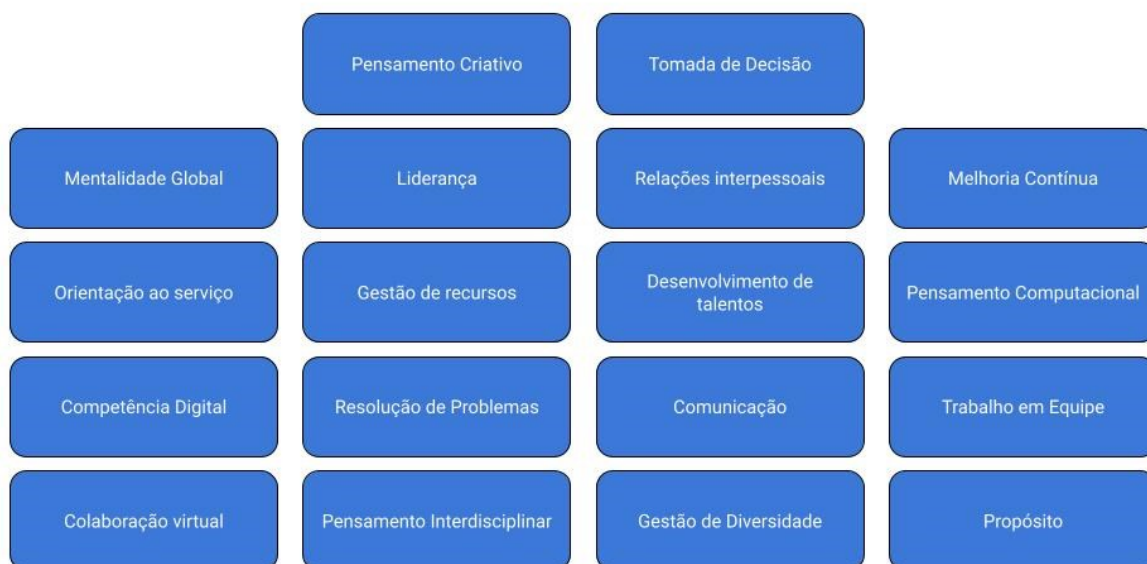 Pensamento Criativo
Tomada de Decisão
Mentalidade Global
Liderança
Relações interpessoais
Melhoria Contínua
Orientação ao serviço
Gestão de recursos
Desenvolvimento de
talentos
Pensamento Computacional
Competência Digital
Resolução de Problemas
Comunicação
Trabalho em Equipe
Colaboração virtual
Pensamento Interdisciplinar
Gestão de Diversidade
Propósito